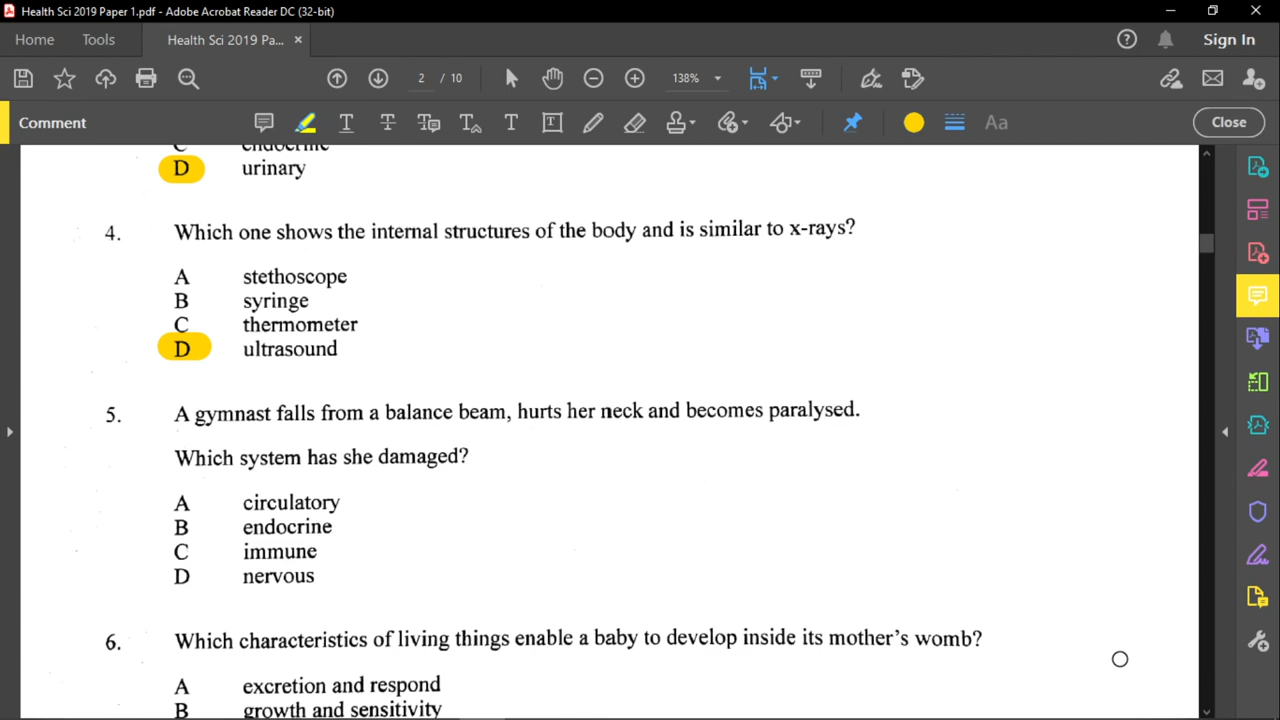 Health Sci 2019 Paper 1.pdf - Adobe Acrobat Reader DC (32-bit)
Home Tools Health Sci 2019 Pa... × Sign In
2 / 10 138%
Comment Aa Close
C endocrine
D urinary
4. Which one shows the internal structures of the body and is similar to x-rays?
A stethoscope
B syringe
C thermometer
D ultrasound
5. A gymnast falls from a balance beam, hurts her neck and becomes paralysed.
Which system has she damaged?
A circulatory
B endocrine
C immune
D nervous
6. Which characteristics of living things enable a baby to develop inside its mother's womb?
A excretion and respond
B growth and sensitivity